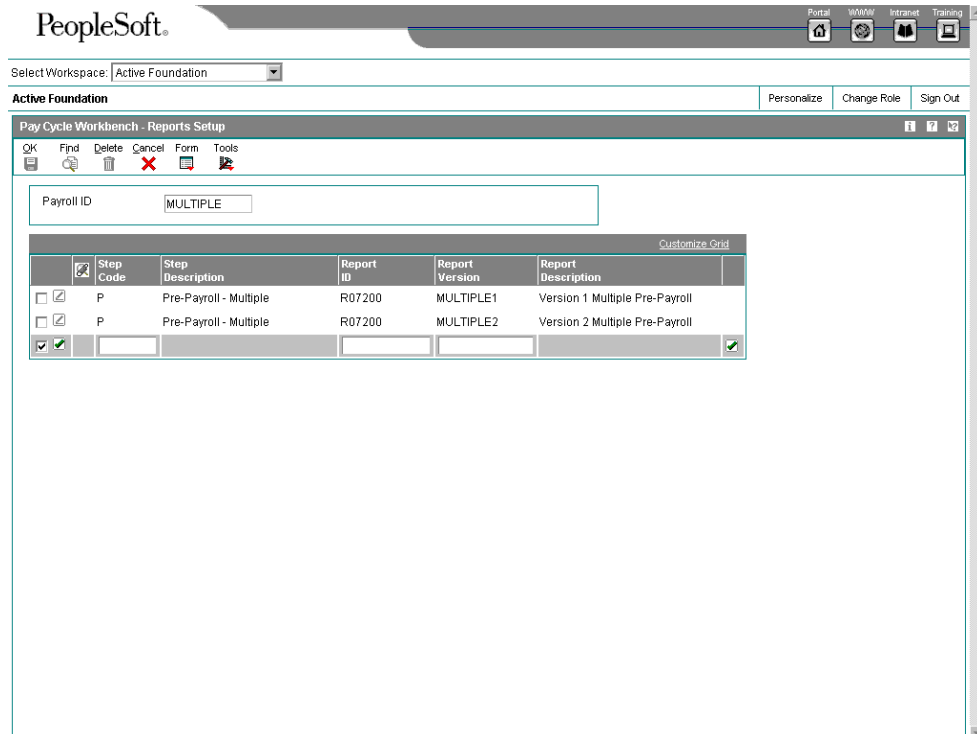 PeopleSoft®
Portal WWW Intranet Training
Select Workspace: Active Foundation
Active Foundation Personalize Change Role Sign Out
Pay Cycle Workbench - Reports Setup
OK Find Delete Cancel Form Tools
Payroll ID MULTIPLE
Customize Grid
Step Code Step Description Report ID Report Version Report Description
P Pre-Payroll - Multiple R07200 MULTIPLE1 Version 1 Multiple Pre-Payroll
P Pre-Payroll - Multiple R07200 MULTIPLE2 Version 2 Multiple Pre-Payroll